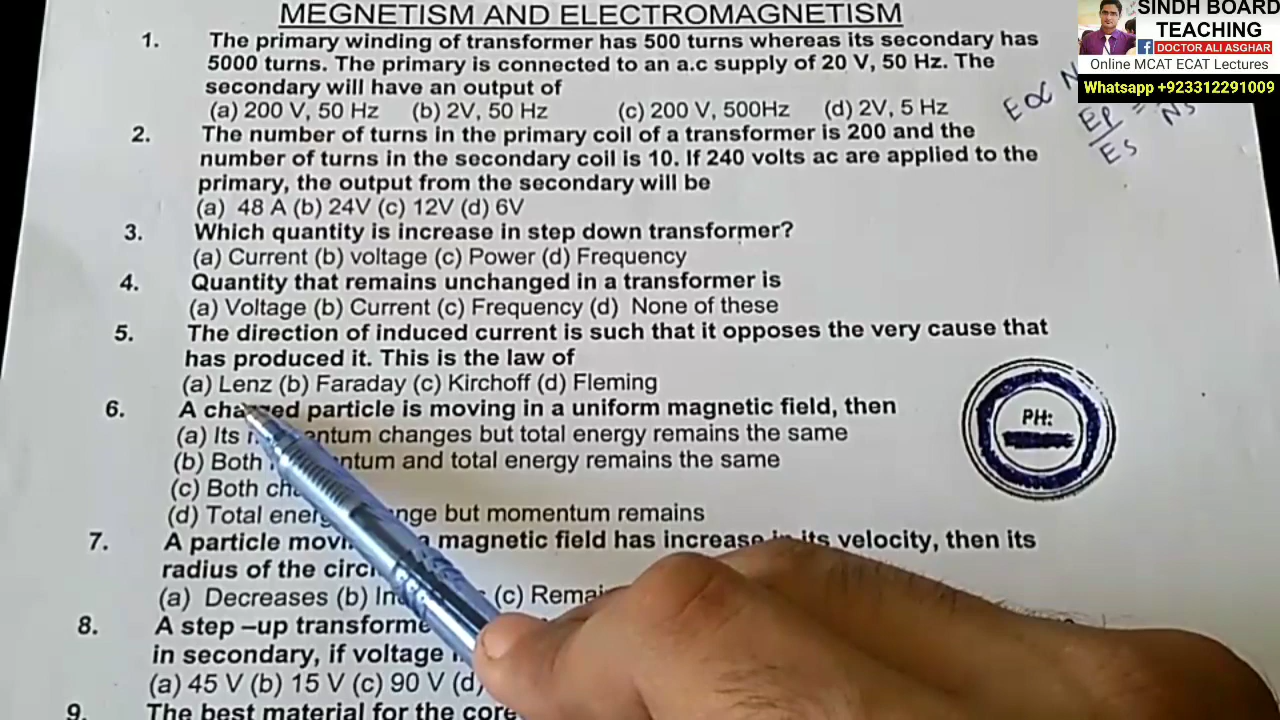 MEGNETISM AND ELECTROMAGNETISM
SINDH BOARD
TEACHING
DOCTOR ALI ASGHAR
Online MCAT ECAT Lectures
Whatsapp +923312291009
1. The primary winding of transformer has 500 turns whereas its secondary has
5000 turns. The primary is connected to an a.c supply of 20 V, 50 Hz. The
secondary will have an output of
(a) 200 V, 50 Hz (b) 2V, 50 Hz (c) 200 V, 500Hz (d) 2V, 5 Hz
E∝ N
EP =
ES NS
2. The number of turns in the primary coil of a transformer is 200 and the
number of turns in the secondary coil is 10. If 240 volts ac are applied to the
primary, the output from the secondary will be
(a) 48 A (b) 24V (c) 12V (d) 6V
3. Which quantity is increase in step down transformer?
(a) Current (b) voltage (c) Power (d) Frequency
4. Quantity that remains unchanged in a transformer is
(a) Voltage (b) Current (c) Frequency (d) None of these
5. The direction of induced current is such that it opposes the very cause that
has produced it. This is the law of
(a) Lenz (b) Faraday (c) Kirchoff (d) Fleming
6. A charged particle is moving in a uniform magnetic field, then
(a) Its changes but total energy remains the same
(b) Both and total energy remains the same
(c) Both
(d) Total but momentum remains
PH:
7. A particle magnetic field has increase in its velocity, then its
radius of the
(a) Decreases (b) (c)
8. A step –up
in secondary, if voltage
(a) 45 V (b) 15 V (c) 90 V (d)
9. The best material for the core